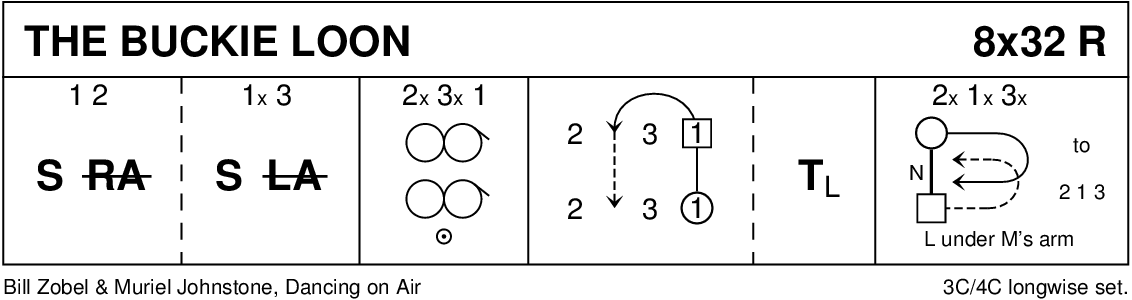 THE BUCKIE LOON 8x32 R
1 2 1x 3 2x 3x 1 2x 1x 3x
2 3 1
S RA S LA TL N to
2 1 3
2 3 1
L under M's arm
Bill Zobel & Muriel Johnstone, Dancing on Air 3C/4C longwise set.